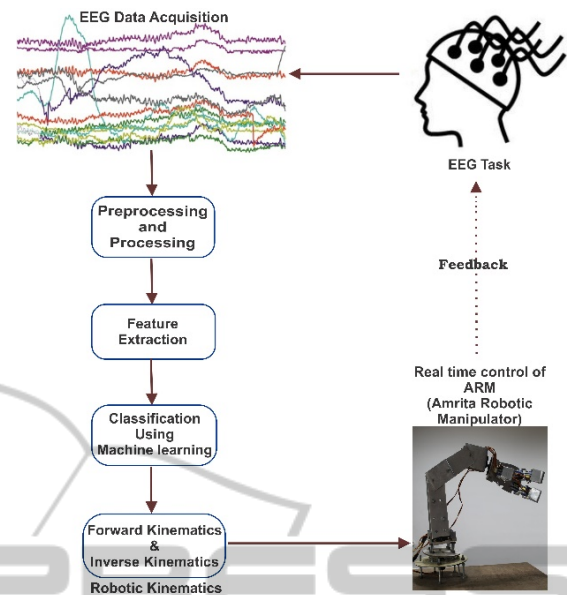 EEG Data Acquisition
EEG Task
Preprocessing
and
Processing
Feature
Extraction
Classification
Using
Machine learning
Forward Kinematics
&
Inverse Kinematics
Robotic Kinematics
Feedback
Real time control of
ARM
(Amrita Robotic
Manipulator)